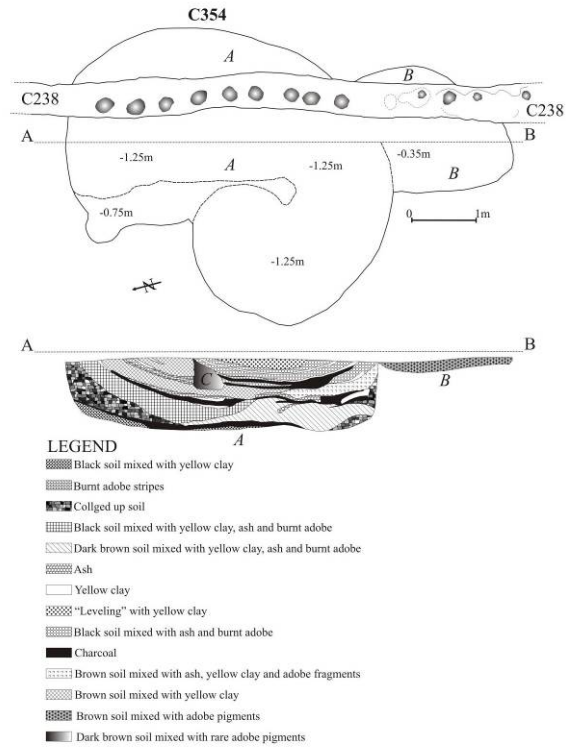 C354
A
B
C238
C238
A
B
-1.25m
A
-1.25m
-0.35m
B
-0.75m
0 1m
-1.25m
N
A
B
C
B
A
LEGEND
Black soil mixed with yellow clay
Burnt adobe stripes
Collged up soil
Black soil mixed with yellow clay, ash and burnt adobe
Dark brown soil mixed with yellow clay, ash and burnt adobe
Ash
Yellow clay
“Leveling” with yellow clay
Black soil mixed with ash and burnt adobe
Charcoal
Brown soil mixed with ash, yellow clay and adobe fragments
Brown soil mixed with yellow clay
Brown soil mixed with adobe pigments
Dark brown soil mixed with rare adobe pigments